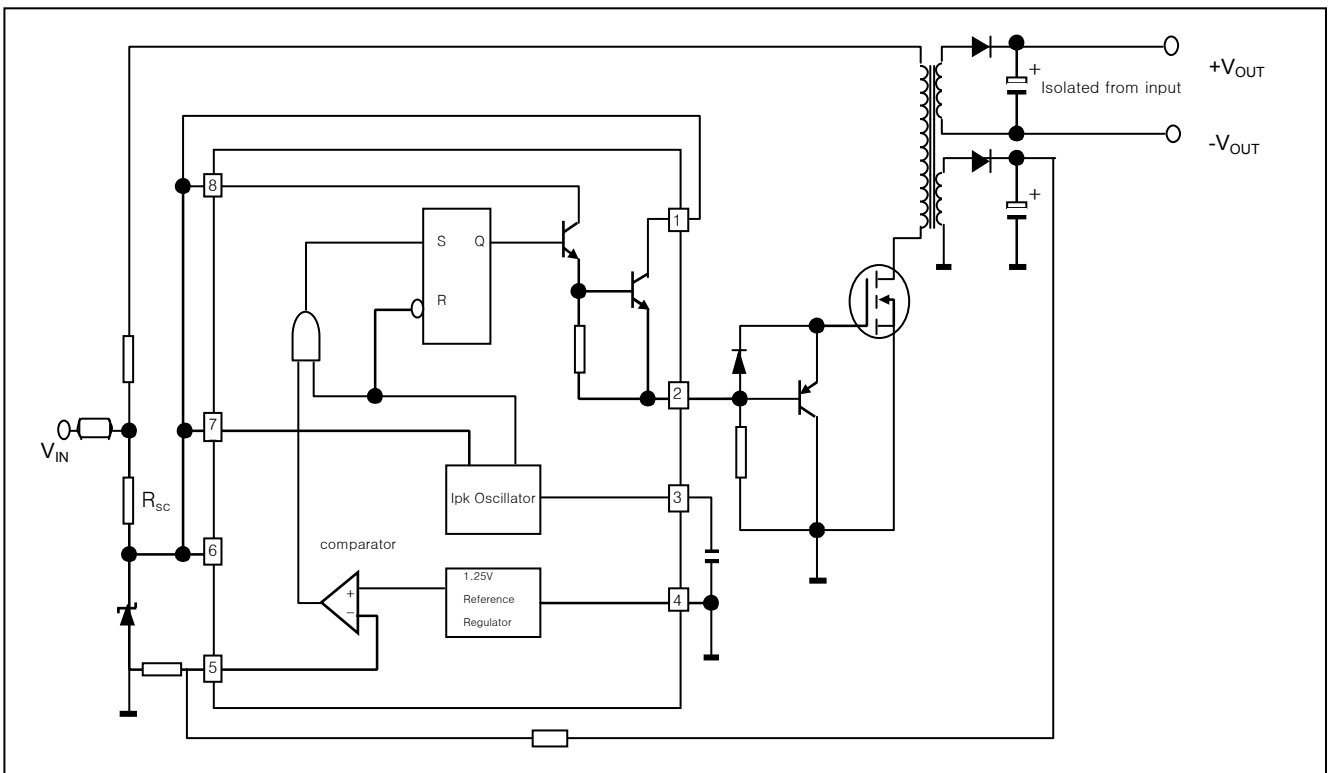 +
+VOUT
Isolated from input
-VOUT
+
8
1
S Q
R
2
7
VIN
Rsc
Ipk Oscillator
3
6
comparator
1.25V
Reference
Regulator
+
−
4
5